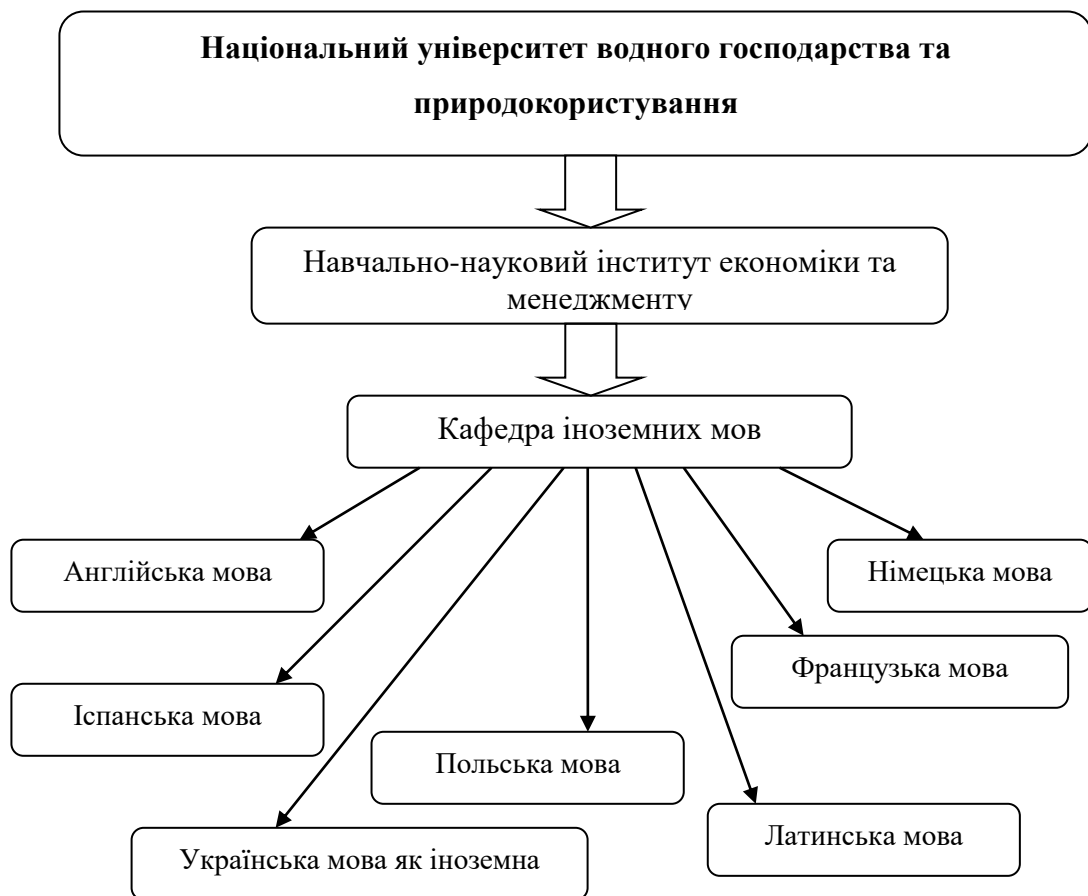 Національний університет водного господарства та
природокористування
Навчально-науковий інститут економіки та
менеджменту
Кафедра іноземних мов
Англійська мова
Німецька мова
Французька мова
Іспанська мова
Польська мова
Латинська мова
Українська мова як іноземна